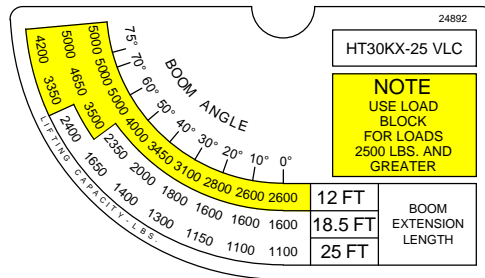 24892
HT30KX-25 VLC
NOTE
USE LOAD
BLOCK
FOR LOADS
2500 LBS. AND
GREATER
BOOM ANGLE
75° 70° 60° 50° 40° 30° 20° 10° 0°
5000 5000 5000 4000 3450 3100 2800 2600 2600 12 FT
5000 4650 3500 2350 2000 1800 1600 1600 1600 18.5 FT
4200 3350 2400 1650 1400 1300 1150 1100 1100 25 FT
LIFTING CAPACITY-LBS.
BOOM
EXTENSION
LENGTH